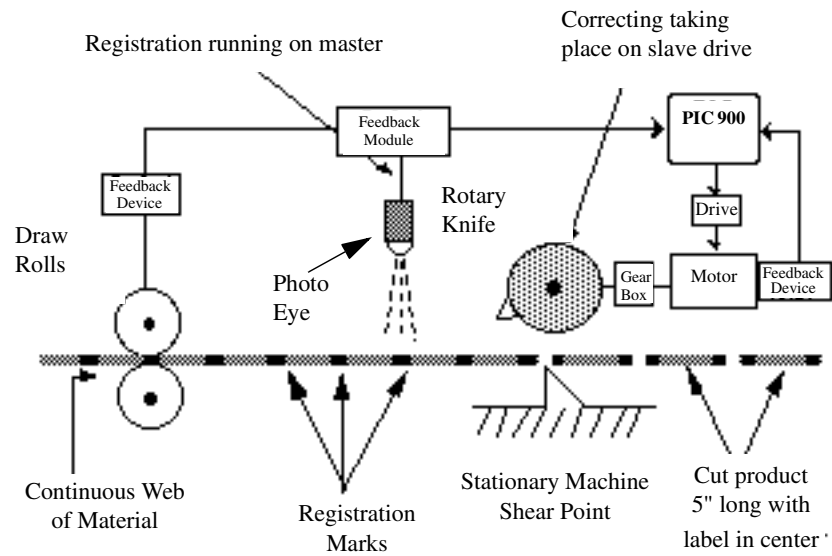 Correcting taking
place on slave drive
Registration running on master
PIC 900
Feedback
Module
Feedback
Device
Rotary
Knife
Drive
Draw
Rolls
Photo
Eye
Gear
Box
Motor
Feedback
Device
Continuous Web
of Material
Registration
Marks
Stationary Machine
Shear Point
Cut product
5" long with
label in center